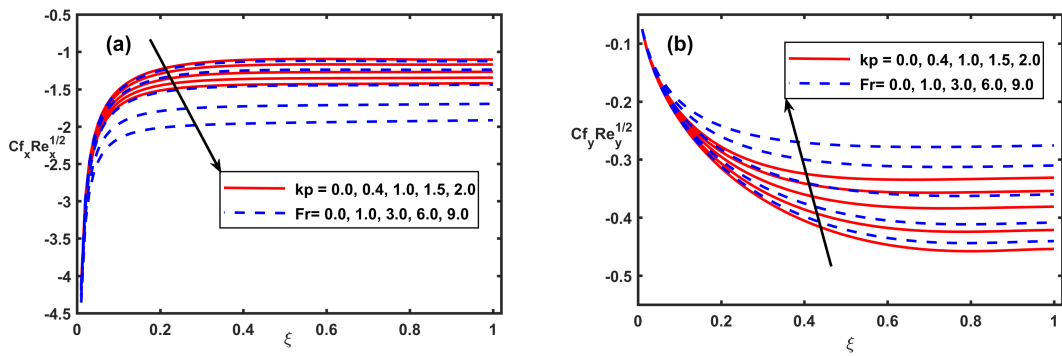 (a)
-0.5
-1
-1.5
-2
-2.5
-3
-3.5
-4
-4.5
Cf_xRe_x^{1/2}
kp = 0.0, 0.4, 1.0, 1.5, 2.0
Fr= 0.0, 1.0, 3.0, 6.0, 9.0
0 0.2 0.4 0.6 0.8 1
ξ
(b)
-0.1
-0.2
-0.3
-0.4
-0.5
Cf_yRe_y^{1/2}
kp = 0.0, 0.4, 1.0, 1.5, 2.0
Fr= 0.0, 1.0, 3.0, 6.0, 9.0
0 0.2 0.4 0.6 0.8 1
ξ